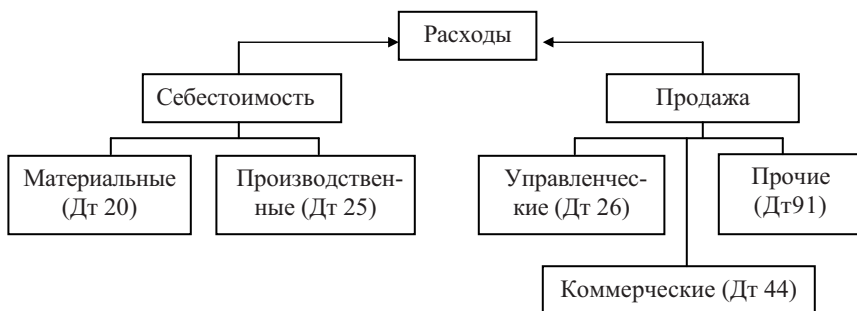 Расходы
Себестоимость
Продажа
Материальные
(Дт 20)
Производствен-
ные (Дт 25)
Управленчес-
кие (Дт 26)
Прочие
(Дт91)
Коммерческие (Дт 44)